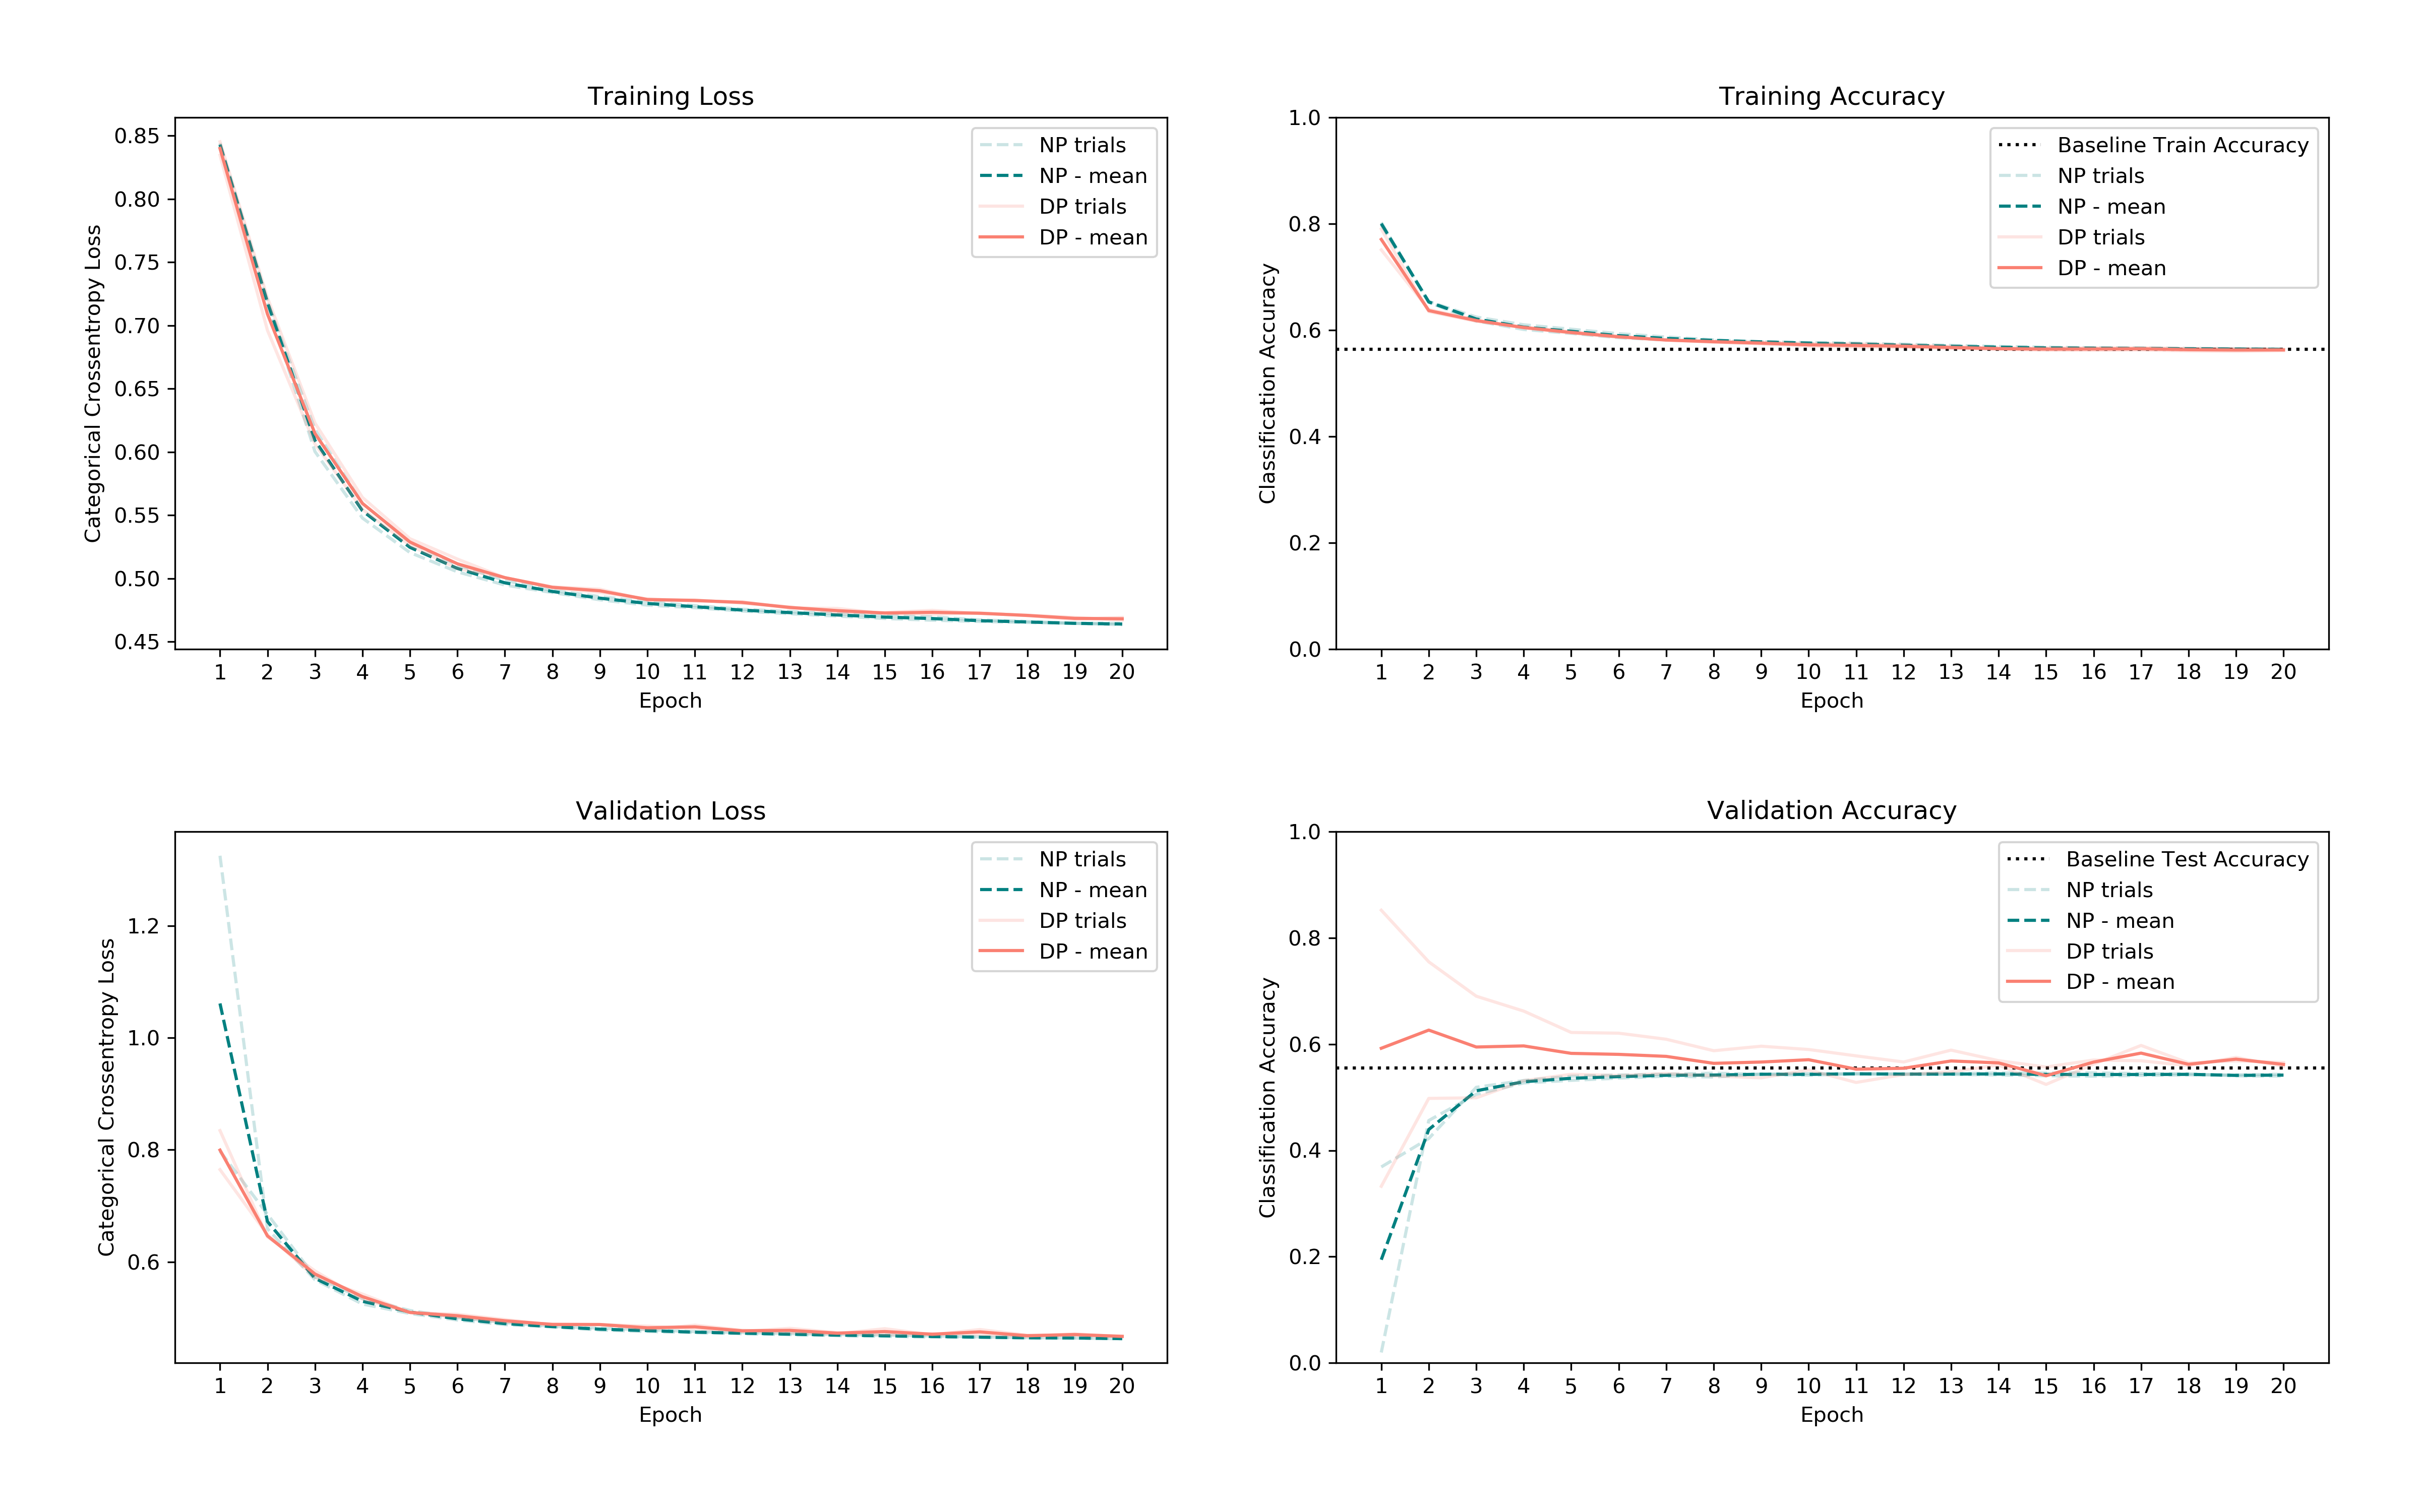 Training Loss
Categorical Crossentropy Loss
0.85
0.80
0.75
0.70
0.65
0.60
0.55
0.50
0.45
NP trials
NP - mean
DP trials
DP - mean
1 2 3 4 5 6 7 8 9 10 11 12 13 14 15 16 17 18 19 20
Epoch
Training Accuracy
Classification Accuracy
1.0
0.8
0.6
0.4
0.2
0.0
Baseline Train Accuracy
NP trials
NP - mean
DP trials
DP - mean
1 2 3 4 5 6 7 8 9 10 11 12 13 14 15 16 17 18 19 20
Epoch
Validation Loss
Categorical Crossentropy Loss
1.2
1.0
0.8
0.6
NP trials
NP - mean
DP trials
DP - mean
1 2 3 4 5 6 7 8 9 10 11 12 13 14 15 16 17 18 19 20
Epoch
Validation Accuracy
Classification Accuracy
1.0
0.8
0.6
0.4
0.2
0.0
Baseline Test Accuracy
NP trials
NP - mean
DP trials
DP - mean
1 2 3 4 5 6 7 8 9 10 11 12 13 14 15 16 17 18 19 20
Epoch